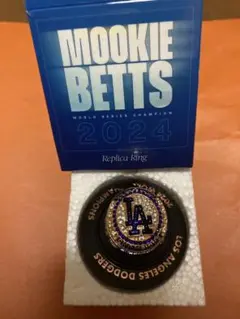 MOOKIE
BETTS
WORLD SERIES CHAMPION
2024
Replica Ring
LA
LOS ANGELES DODGERS